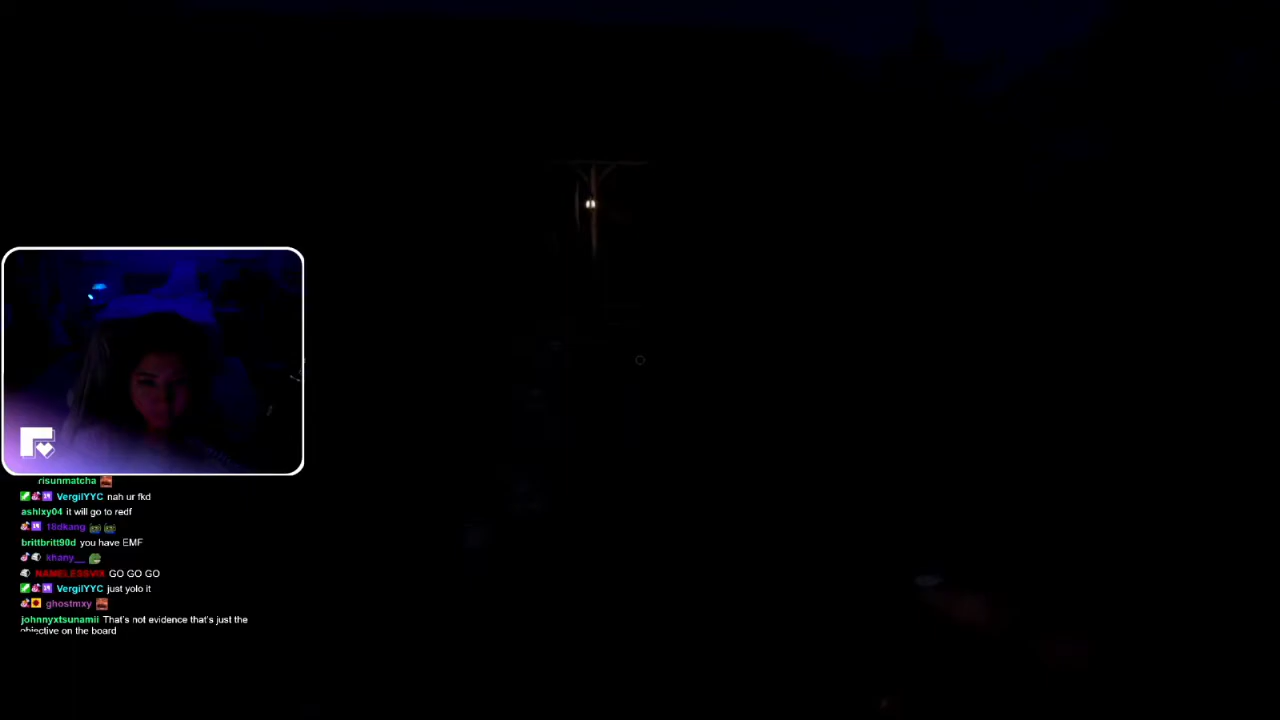 risunmatcha
VergilYYC nah ur fkd
ashlxy04 it will go to redf
18dkang
brittbritt90d you have EMF
khany__
NAMELESSVIX GO GO GO
VergilYYC just yolo it
ghostmxy
johnnyxtsunamii That's not evidence that's just the
objective on the board